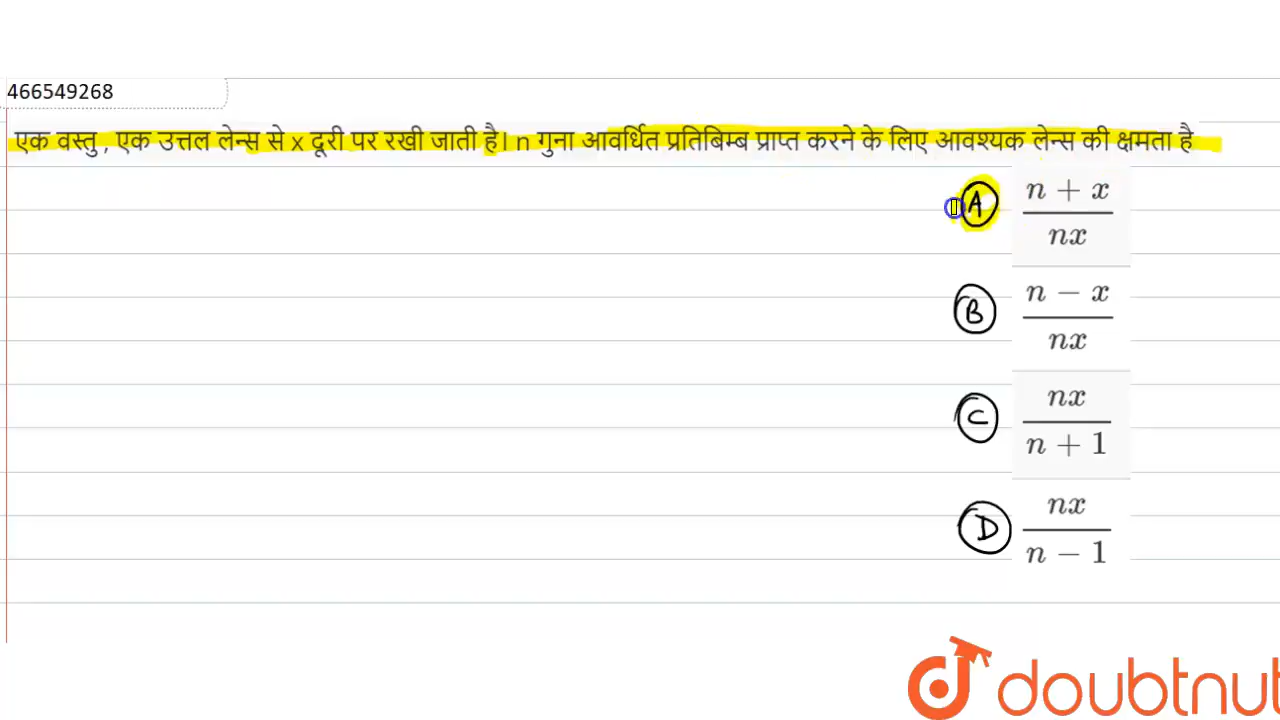 466549268
एक वस्तु , एक उत्तल लेन्स से x दूरी पर रखी जाती है। n गुना आवर्धित प्रतिबिम्ब प्राप्त करने के लिए आवश्यक लेन्स की क्षमता है
A n + x
nx
B n − x
nx
C nx
n + 1
D nx
n − 1
doubtnut